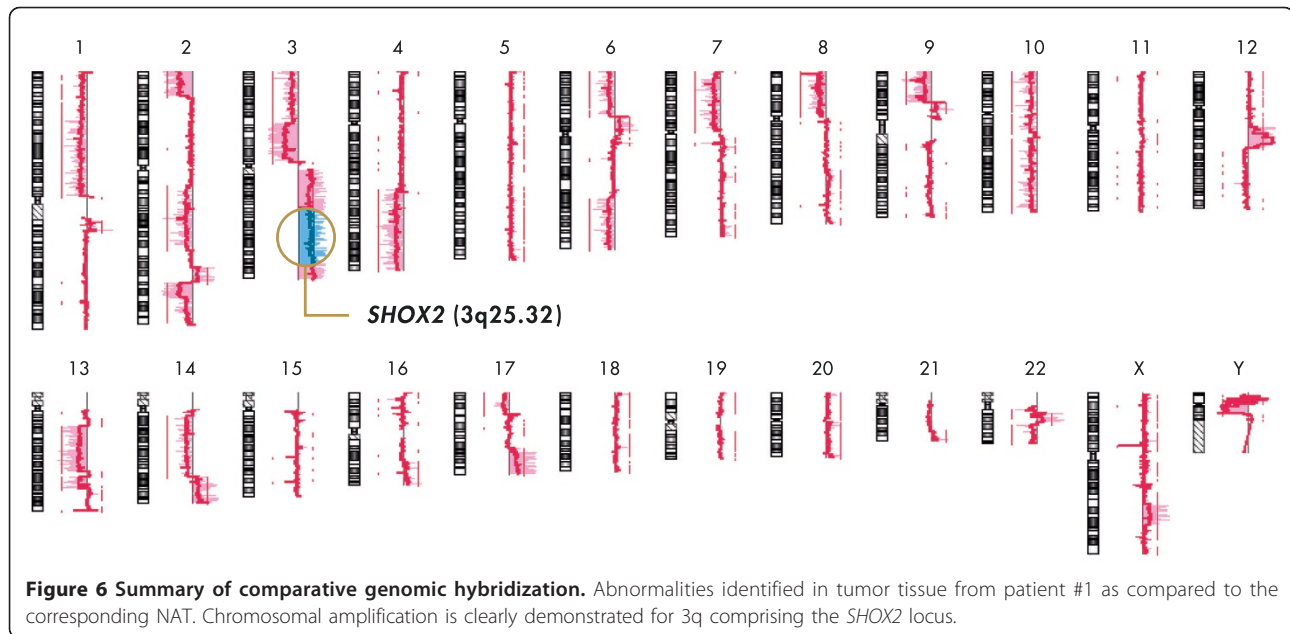 1 2 3 4 5 6 7 8 9 10 11 12
SHOX2 (3q25.32)
13 14 15 16 17 18 19 20 21 22 X Y
Figure 6 Summary of comparative genomic hybridization. Abnormalities identified in tumor tissue from patient #1 as compared to the
corresponding NAT. Chromosomal amplification is clearly demonstrated for 3q comprising the SHOX2 locus.